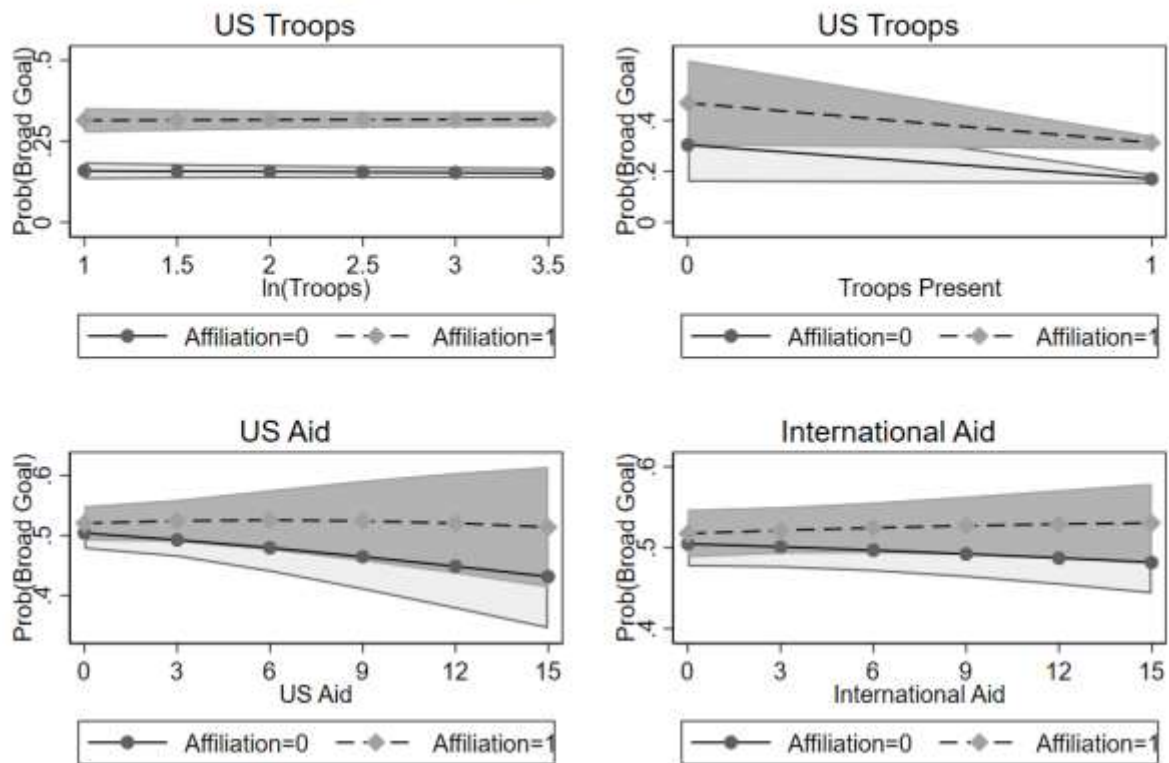 US Troops
Prob(Broad Goal)
0 .25 .5
1 1.5 2 2.5 3 3.5
ln(Troops)
Affiliation=0 Affiliation=1
US Troops
Prob(Broad Goal)
0 .2 .4
0 1
Troops Present
Affiliation=0 Affiliation=1
US Aid
Prob(Broad Goal)
.4 .5 .6
0 3 6 9 12 15
US Aid
Affiliation=0 Affiliation=1
International Aid
Prob(Broad Goal)
.4 .5 .6
0 3 6 9 12 15
International Aid
Affiliation=0 Affiliation=1